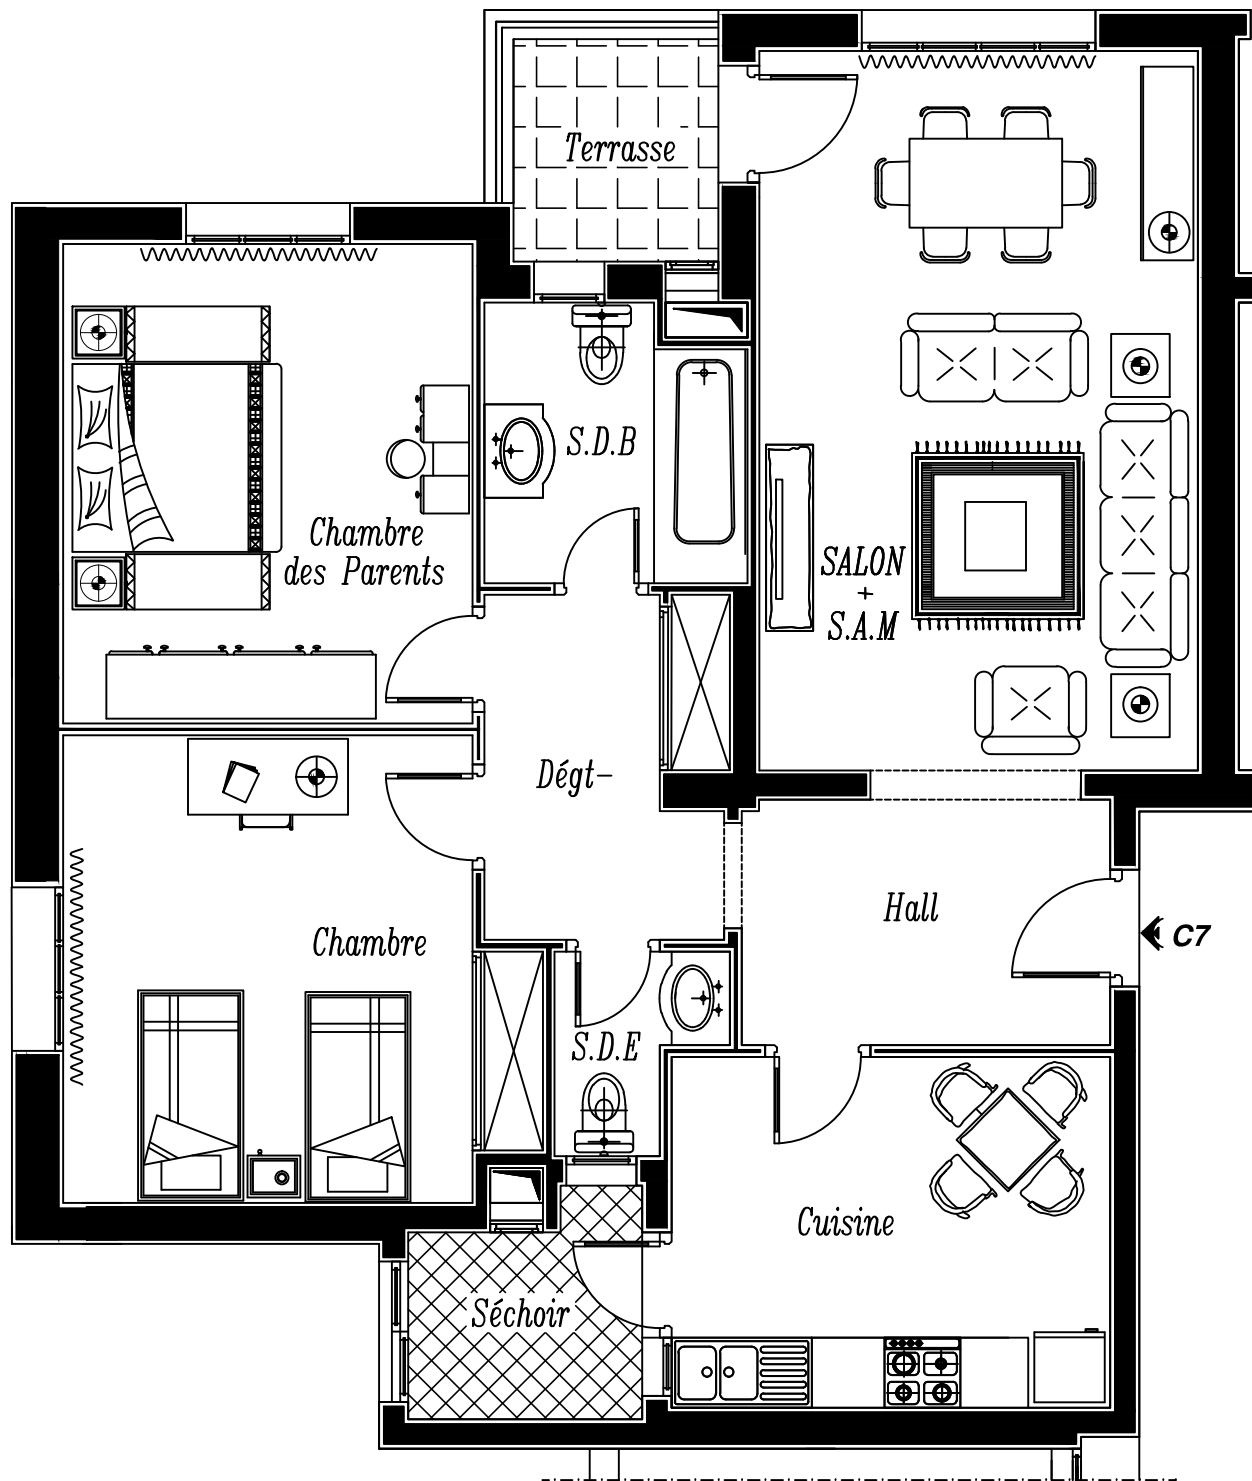 Terrasse
S.D.B
Chambre
des Parents
SALON
+
S.A.M
Dégt-
Hall
C7
Chambre
S.D.E
Cuisine
Séchoir